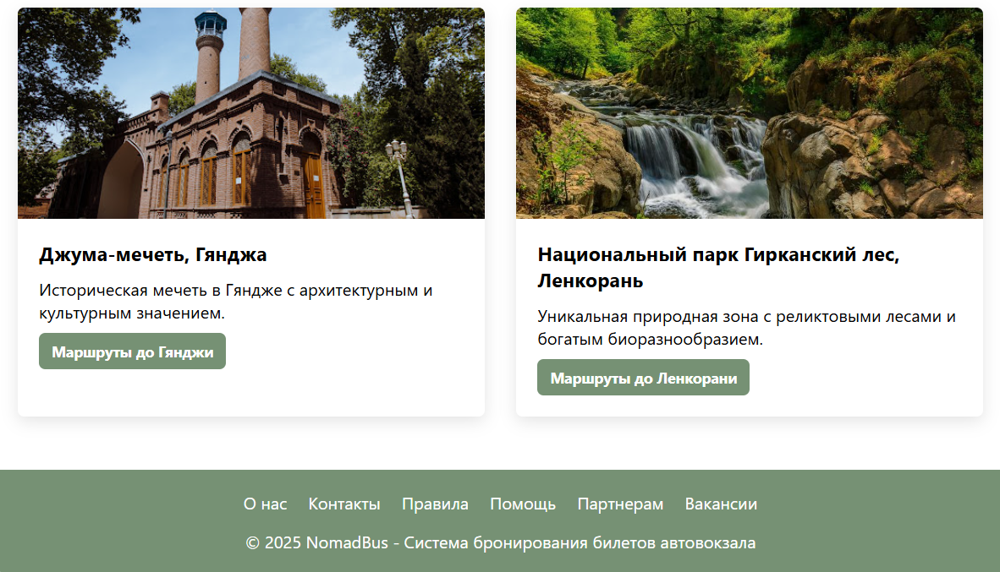 Джума-мечеть, Гянджа
Историческая мечеть в Гяндже с архитектурным и
культурным значением.
Маршруты до Гянджи
Национальный парк Гирканский лес,
Ленкорань
Уникальная природная зона с реликтовыми лесами и
богатым биоразнообразием.
Маршруты до Ленкорани
О нас Контакты Правила Помощь Партнерам Вакансии
© 2025 NomadBus - Система бронирования билетов автовокзала